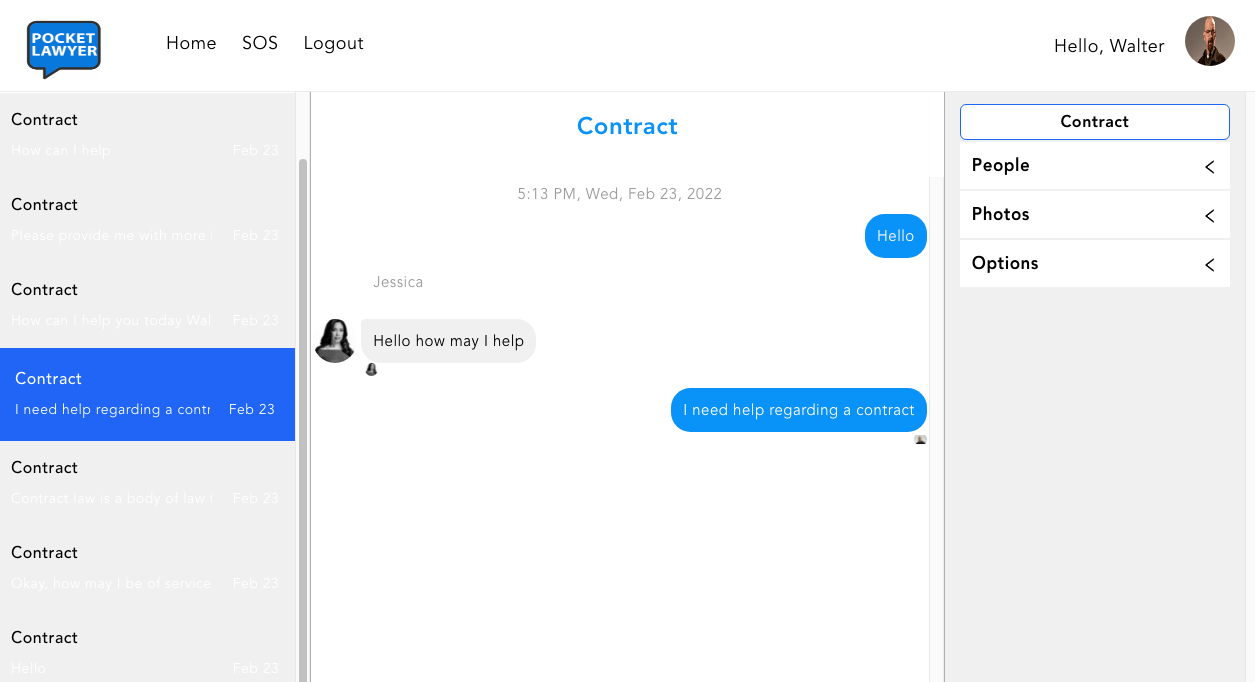 POCKET
LAWYER
Home SOS Logout
Hello, Walter
Contract
How can I help Feb 23
Contract
Please provide me with more Feb 23
Contract
How can I help you today Wal Feb 23
Contract
I need help regarding a contr Feb 23
Contract
Contract law is a body of law Feb 23
Contract
Okay, how may I be of service Feb 23
Contract
Hello Feb 23
Contract
5:13 PM, Wed, Feb 23, 2022
Hello
Jessica
Hello how may I help
I need help regarding a contract
Contract
People
Photos
Options